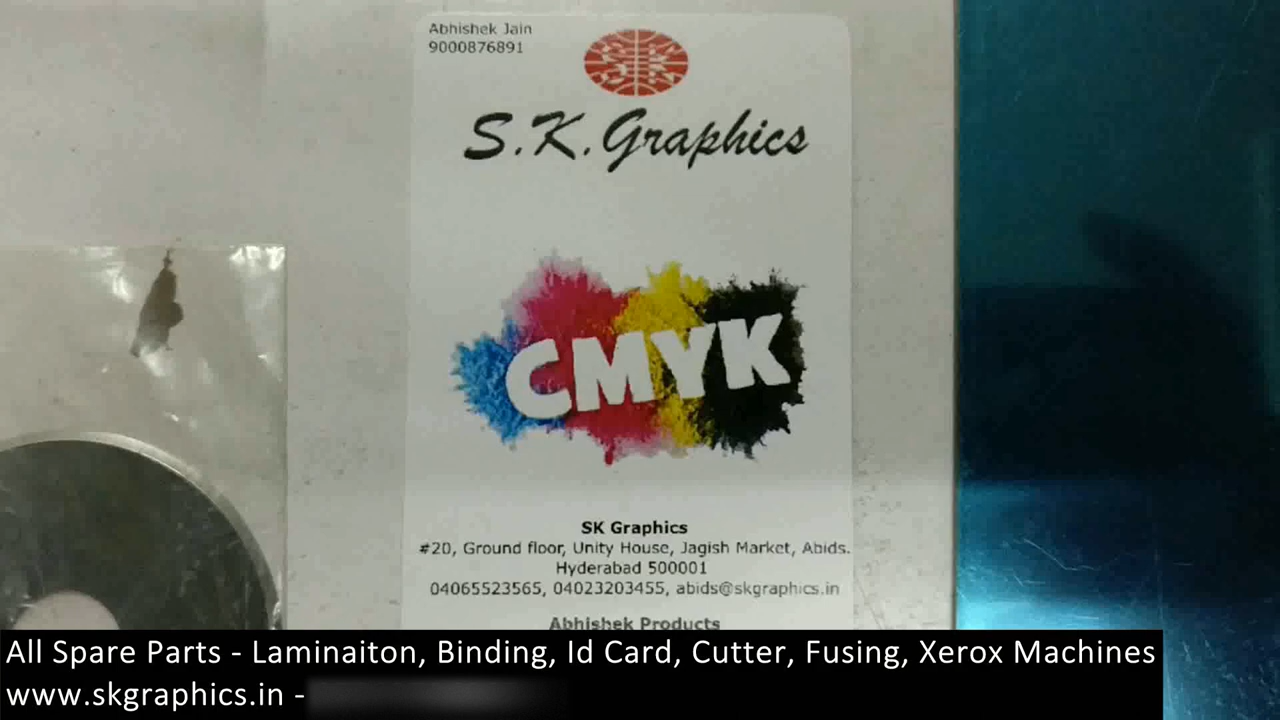 Abhishek Jain
9000876891
S.K.Graphics
CMYK
SK Graphics
#20, Ground floor, Unity House, Jagish Market, Abids.
Hyderabad 500001
04065523565, 04023203455, abids@skgraphics.in
Abhishek Products
All Spare Parts - Laminaiton, Binding, Id Card, Cutter, Fusing, Xerox Machines
www.skgraphics.in -